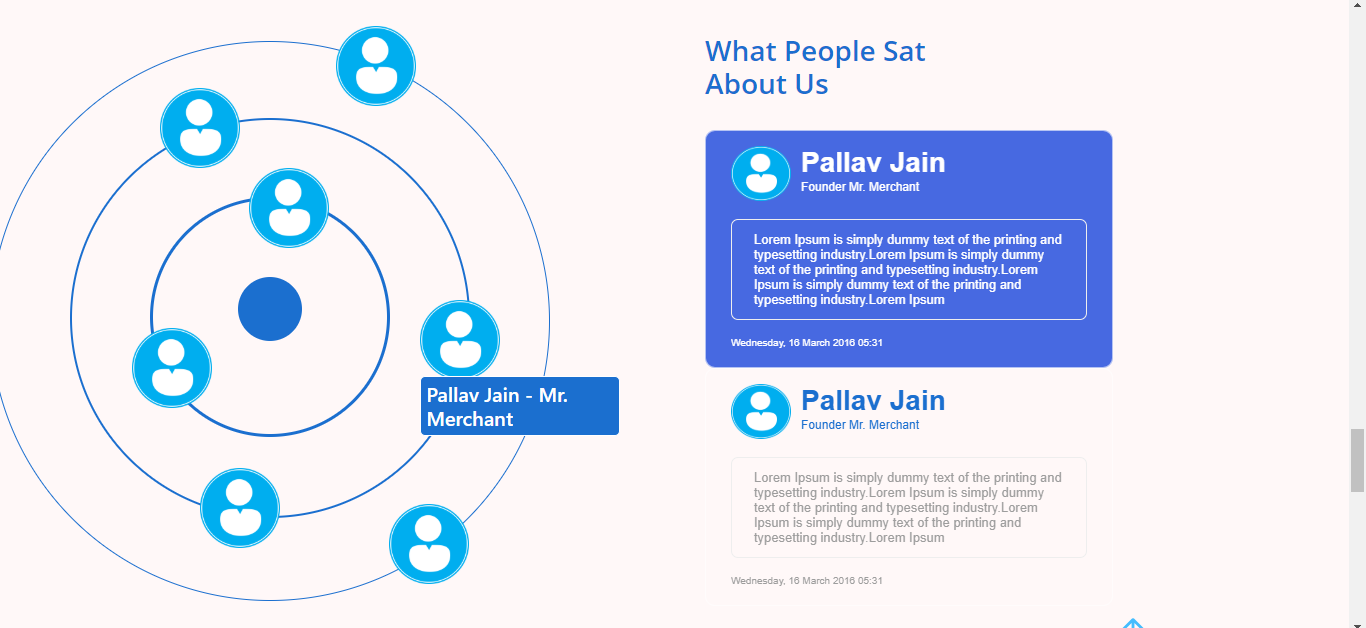 What People Sat
About Us
Pallav Jain
Founder Mr. Merchant
Lorem Ipsum is simply dummy text of the printing and
typesetting industry.Lorem Ipsum is simply dummy
text of the printing and typesetting industry.Lorem
Ipsum is simply dummy text of the printing and
typesetting industry.Lorem Ipsum
Wednesday, 16 March 2016 05:31
Pallav Jain - Mr.
Merchant
Pallav Jain
Founder Mr. Merchant
Lorem Ipsum is simply dummy text of the printing and
typesetting industry.Lorem Ipsum is simply dummy
text of the printing and typesetting industry.Lorem
Ipsum is simply dummy text of the printing and
typesetting industry.Lorem Ipsum
Wednesday, 16 March 2016 05:31